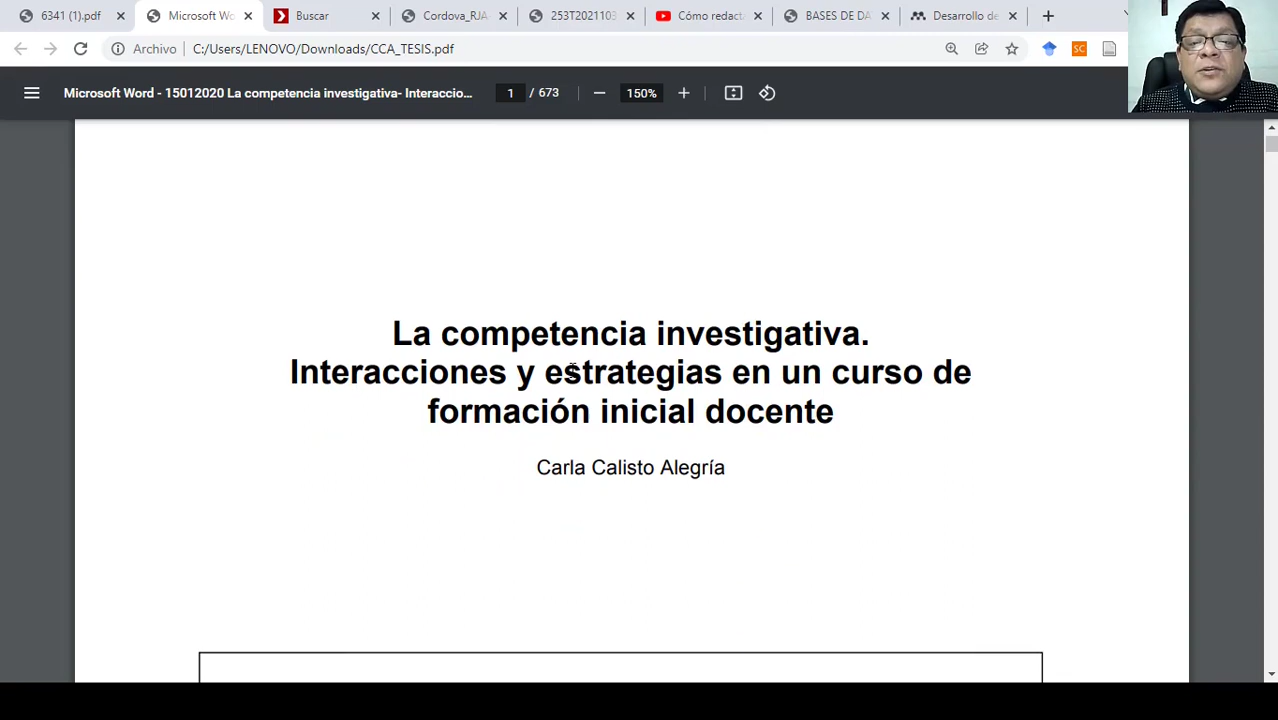 6341 (1).pdf
Microsoft Wo
Buscar
Cordova_RJA
253T2021103
Cómo redact
BASES DE DA
Desarrollo de
Archivo
C:/Users/LENOVO/Downloads/CCA_TESIS.pdf
SC
Microsoft Word - 15012020 La competencia investigativa- Interaccio...
1 / 673
150%
La competencia investigativa.
Interacciones y estrategias en un curso de
formación inicial docente
Carla Calisto Alegría